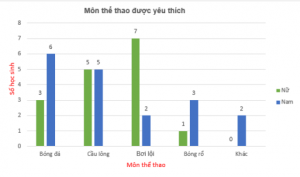 Môn thể thao được yêu thích
Số học sinh
8
7
6
5
4
3
2
1
0
3 6 5 5 7 2 1 3 0 2
Bóng đá Cầu lông Bơi lội Bóng rổ Khác
Môn thể thao
Nữ
Nam